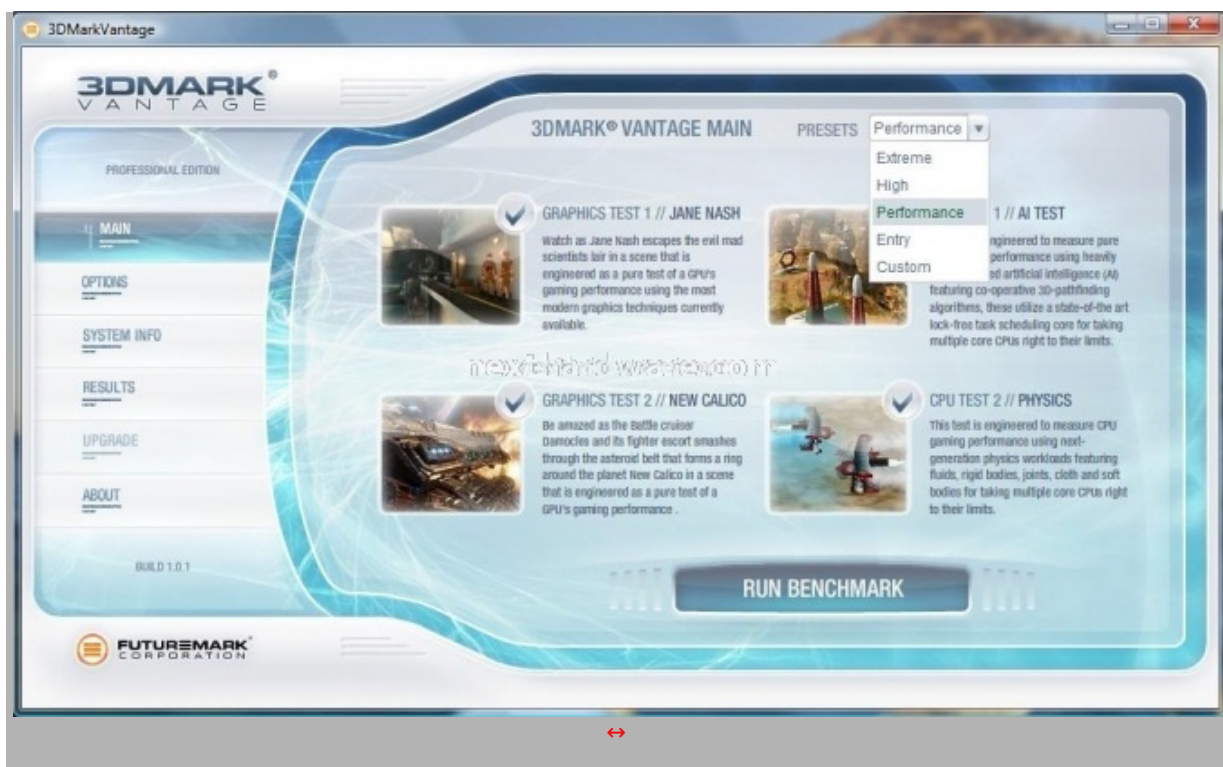 3DMarkVantage
3DMARK®
VANTAGE
PROFESSIONAL EDITION
MAIN
OPTIONS
SYSTEM INFO
RESULTS
UPGRADE
ABOUT
BUILD 1.0.1
FUTUREMARK
CORPORATION
3DMARK® VANTAGE MAIN
PRESETS
Performance
Extreme
High
Performance
Entry
Custom
GRAPHICS TEST 1 // JANE NASH
Watch as Jane Nash escapes the evil mad
scientists lair in a scene that is
engineered as a pure test of a GPU's
gaming performance using the most
modern graphics techniques currently
available.
1 // AI TEST
ngineered to measure pure
performance using heavily
ed artificial intelligence (AI)
featuring co-operative 3D-pathfinding
algorithms, these utilize a state-of-the art
lock-free task scheduling core for taking
multiple core CPUs right to their limits.
nexthardware.com
GRAPHICS TEST 2 // NEW CALICO
Be amazed as the Battle cruiser
Damocles and its fighter escort smashes
through the asteroid belt that forms a ring
around the planet New Calico in a scene
that is engineered as a pure test of a
GPU's gaming performance .
CPU TEST 2 // PHYSICS
This test is engineered to measure CPU
gaming performance using next-
generation physics workloads featuring
fluids, rigid bodies, joints, cloth and soft
bodies for taking multiple core CPUs right
to their limits.
RUN BENCHMARK